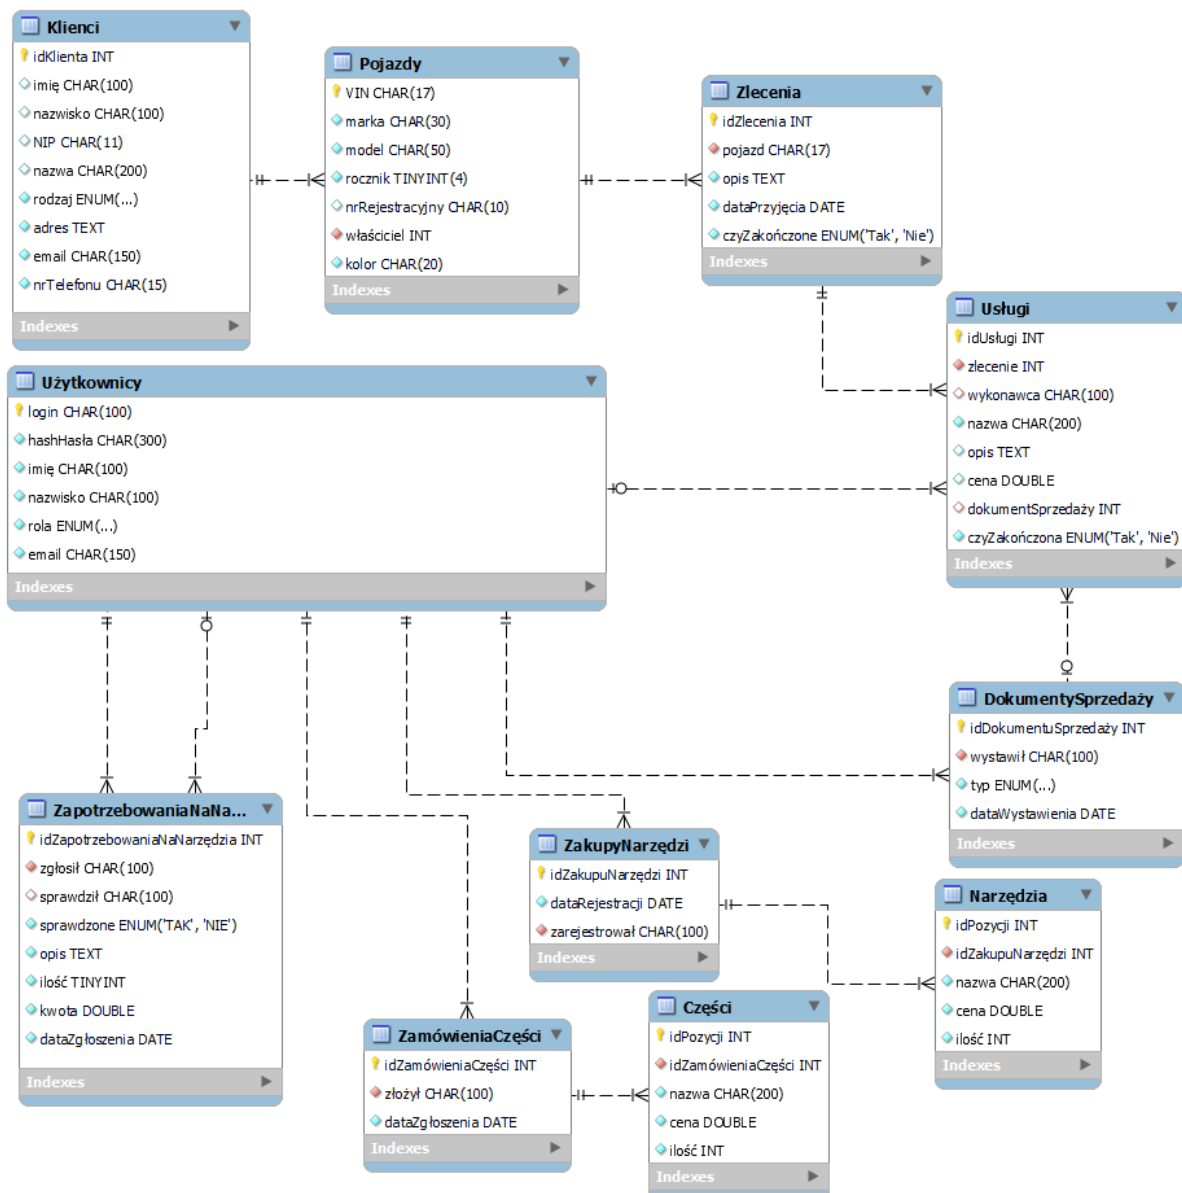 Klienci
idKlienta INT
imię CHAR(100)
nazwisko CHAR(100)
NIP CHAR(11)
nazwa CHAR(200)
rodzaj ENUM(...)
adres TEXT
email CHAR(150)
nrTelefonu CHAR(15)
Indexes
Pojazdy
VIN CHAR(17)
marka CHAR(30)
model CHAR(50)
rocznik TINYINT(4)
nrRejestracyjny CHAR(10)
właściciel INT
kolor CHAR(20)
Indexes
Zlecenia
idZlecenia INT
pojazd CHAR(17)
opis TEXT
dataPrzyjęcia DATE
czyZakończone ENUM('Tak', 'Nie')
Indexes
Usługi
idUsługi INT
zlecenie INT
wykonawca CHAR(100)
nazwa CHAR(200)
opis TEXT
cena DOUBLE
dokumentSprzedaży INT
czyZakończona ENUM('Tak', 'Nie')
Indexes
Użytkownicy
login CHAR(100)
hashHasła CHAR(300)
imię CHAR(100)
nazwisko CHAR(100)
rola ENUM(...)
email CHAR(150)
Indexes
DokumentySprzedaży
idDokumentuSprzedaży INT
wystawił CHAR(100)
typ ENUM(...)
dataWystawienia DATE
Indexes
ZapotrzebowaniaNaNa...
idZapotrzebowaniaNaNarzędzia INT
zgłosił CHAR(100)
sprawdził CHAR(100)
sprawdzone ENUM('TAK', 'NIE')
opis TEXT
ilość TINYINT
kwota DOUBLE
dataZgłoszenia DATE
Indexes
ZakupyNarzędzi
idZakupuNarzędzi INT
dataRejestracji DATE
zarejestrował CHAR(100)
Indexes
Narzędzia
idPozycji INT
idZakupuNarzędzi INT
nazwa CHAR(200)
cena DOUBLE
ilość INT
Indexes
ZamówieniaCzęści
idZamówieniaCzęści INT
złożył CHAR(100)
dataZgłoszenia DATE
Indexes
Części
idPozycji INT
idZamówieniaCzęści INT
nazwa CHAR(200)
cena DOUBLE
ilość INT
Indexes